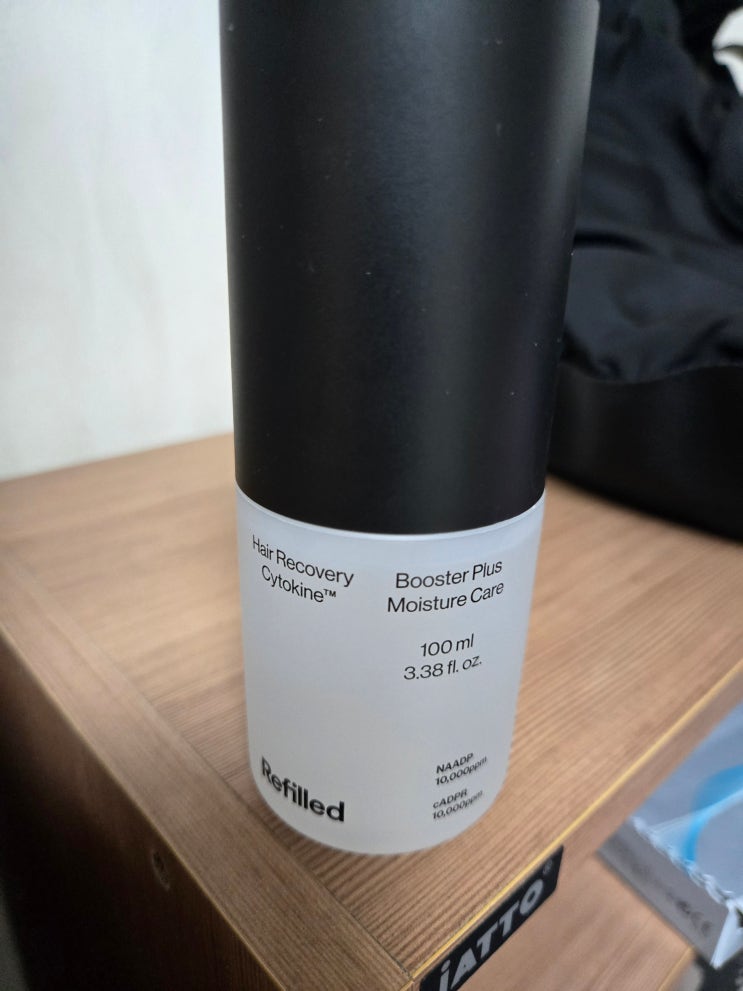 Hair Recovery
Cytokine™
Booster Plus
Moisture Care
100 ml
3.38 fl. oz.
Refilled
NAADP
10,000ppm
cADPR
10,000ppm
iATTO®